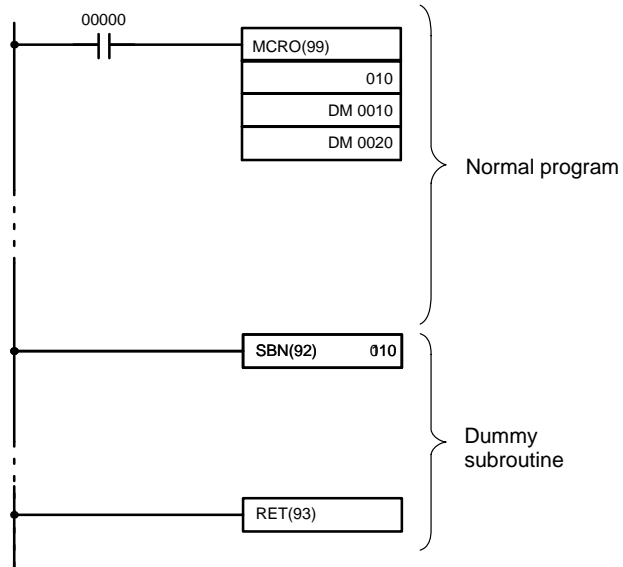 00000
MCRO(99)
010
DM 0010
DM 0020
Normal program
SBN(92) 010
Dummy
subroutine
RET(93)